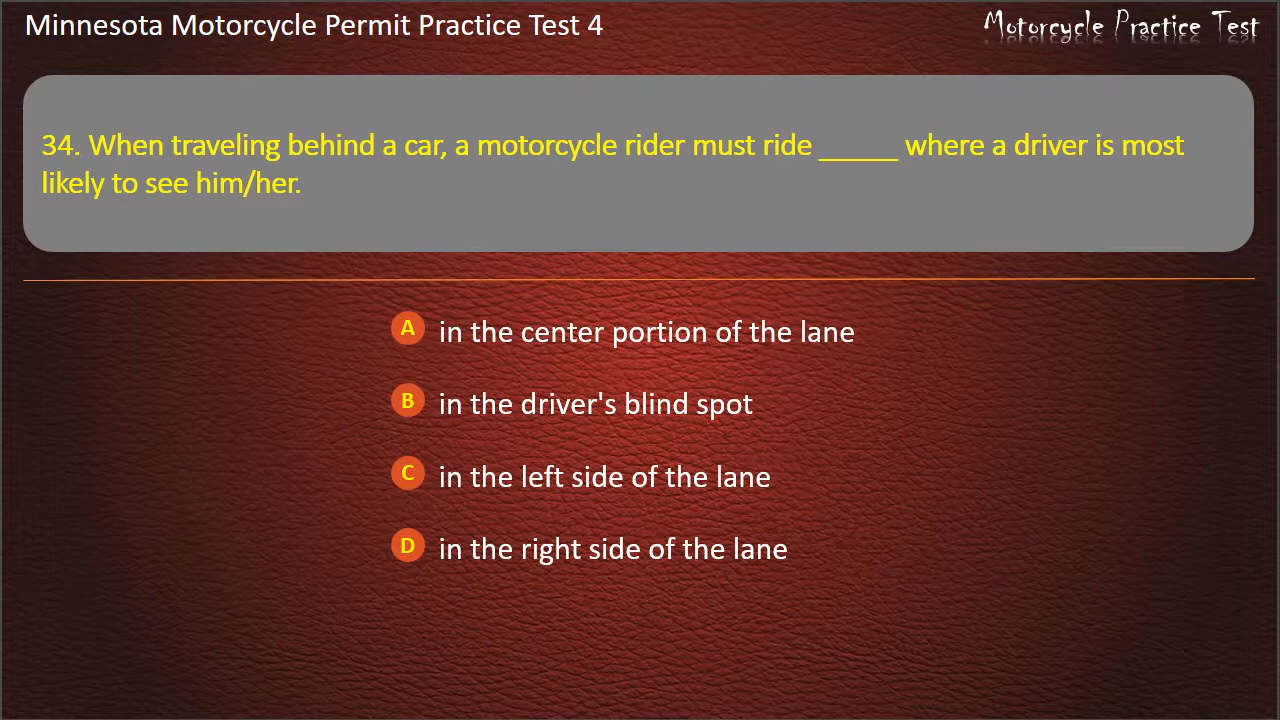 Minnesota Motorcycle Permit Practice Test 4
Motorcycle Practice Test
34. When traveling behind a car, a motorcycle rider must ride _____ where a driver is most
likely to see him/her.
A in the center portion of the lane
B in the driver's blind spot
C in the left side of the lane
D in the right side of the lane